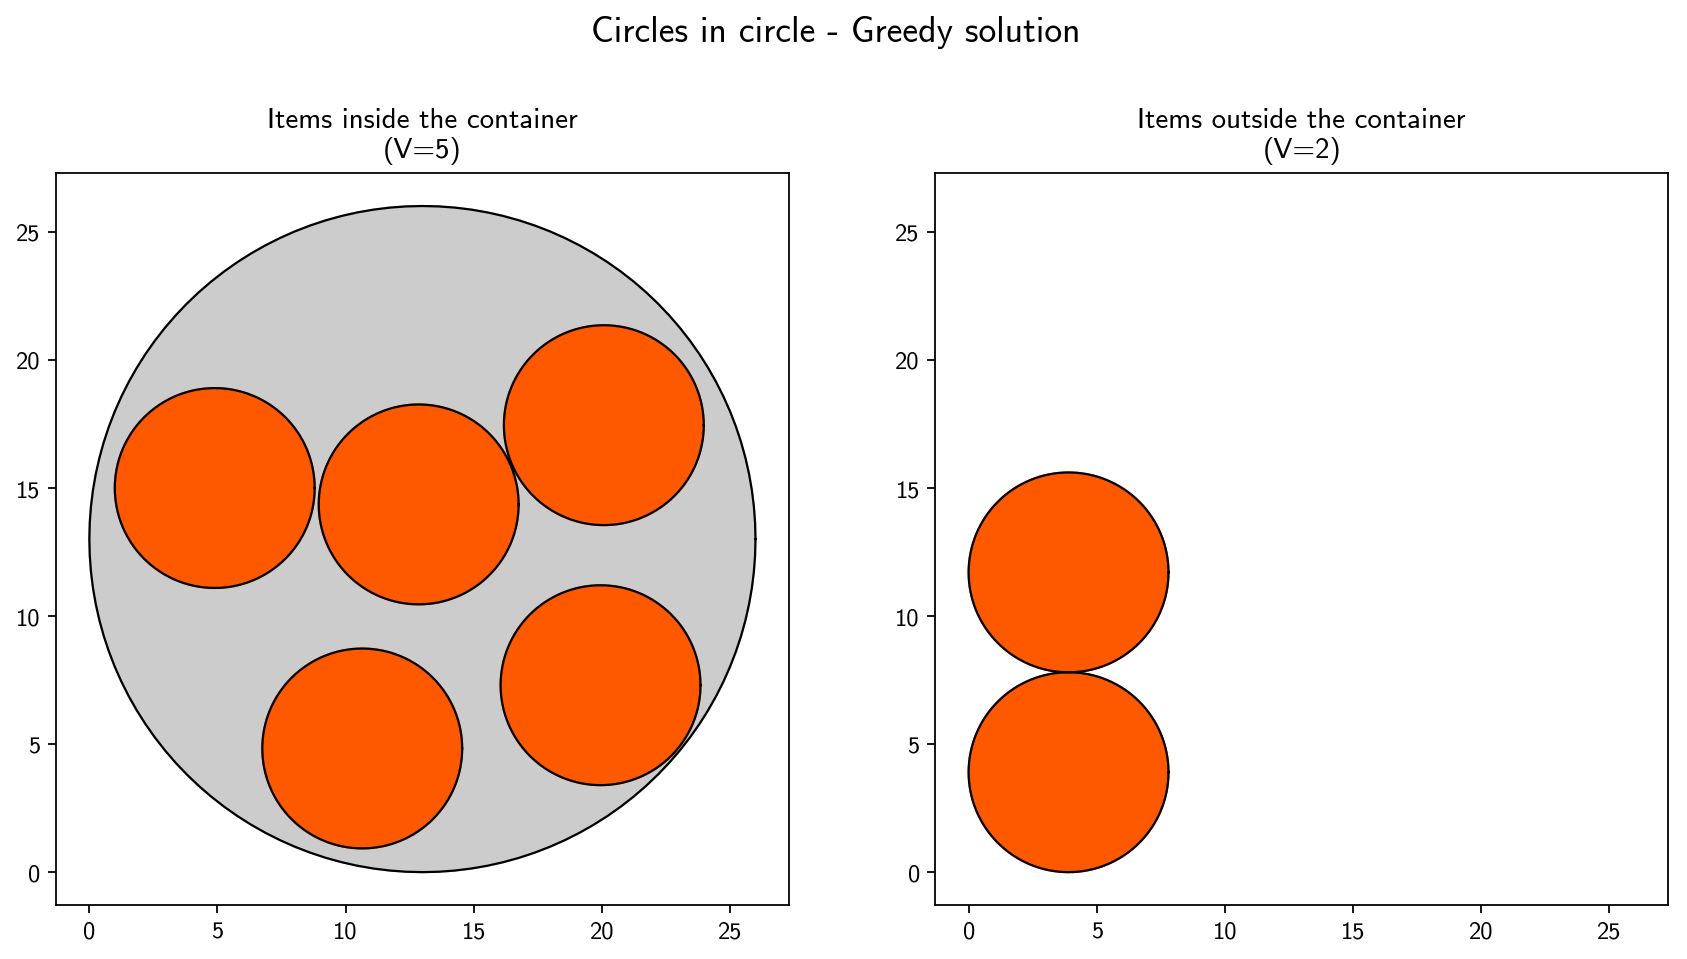 Circles in circle - Greedy solution
Items inside the container
(V=5)
25
20
15
10
5
0
0 5 10 15 20 25
Items outside the container
(V=2)
25
20
15
10
5
0
0 5 10 15 20 25